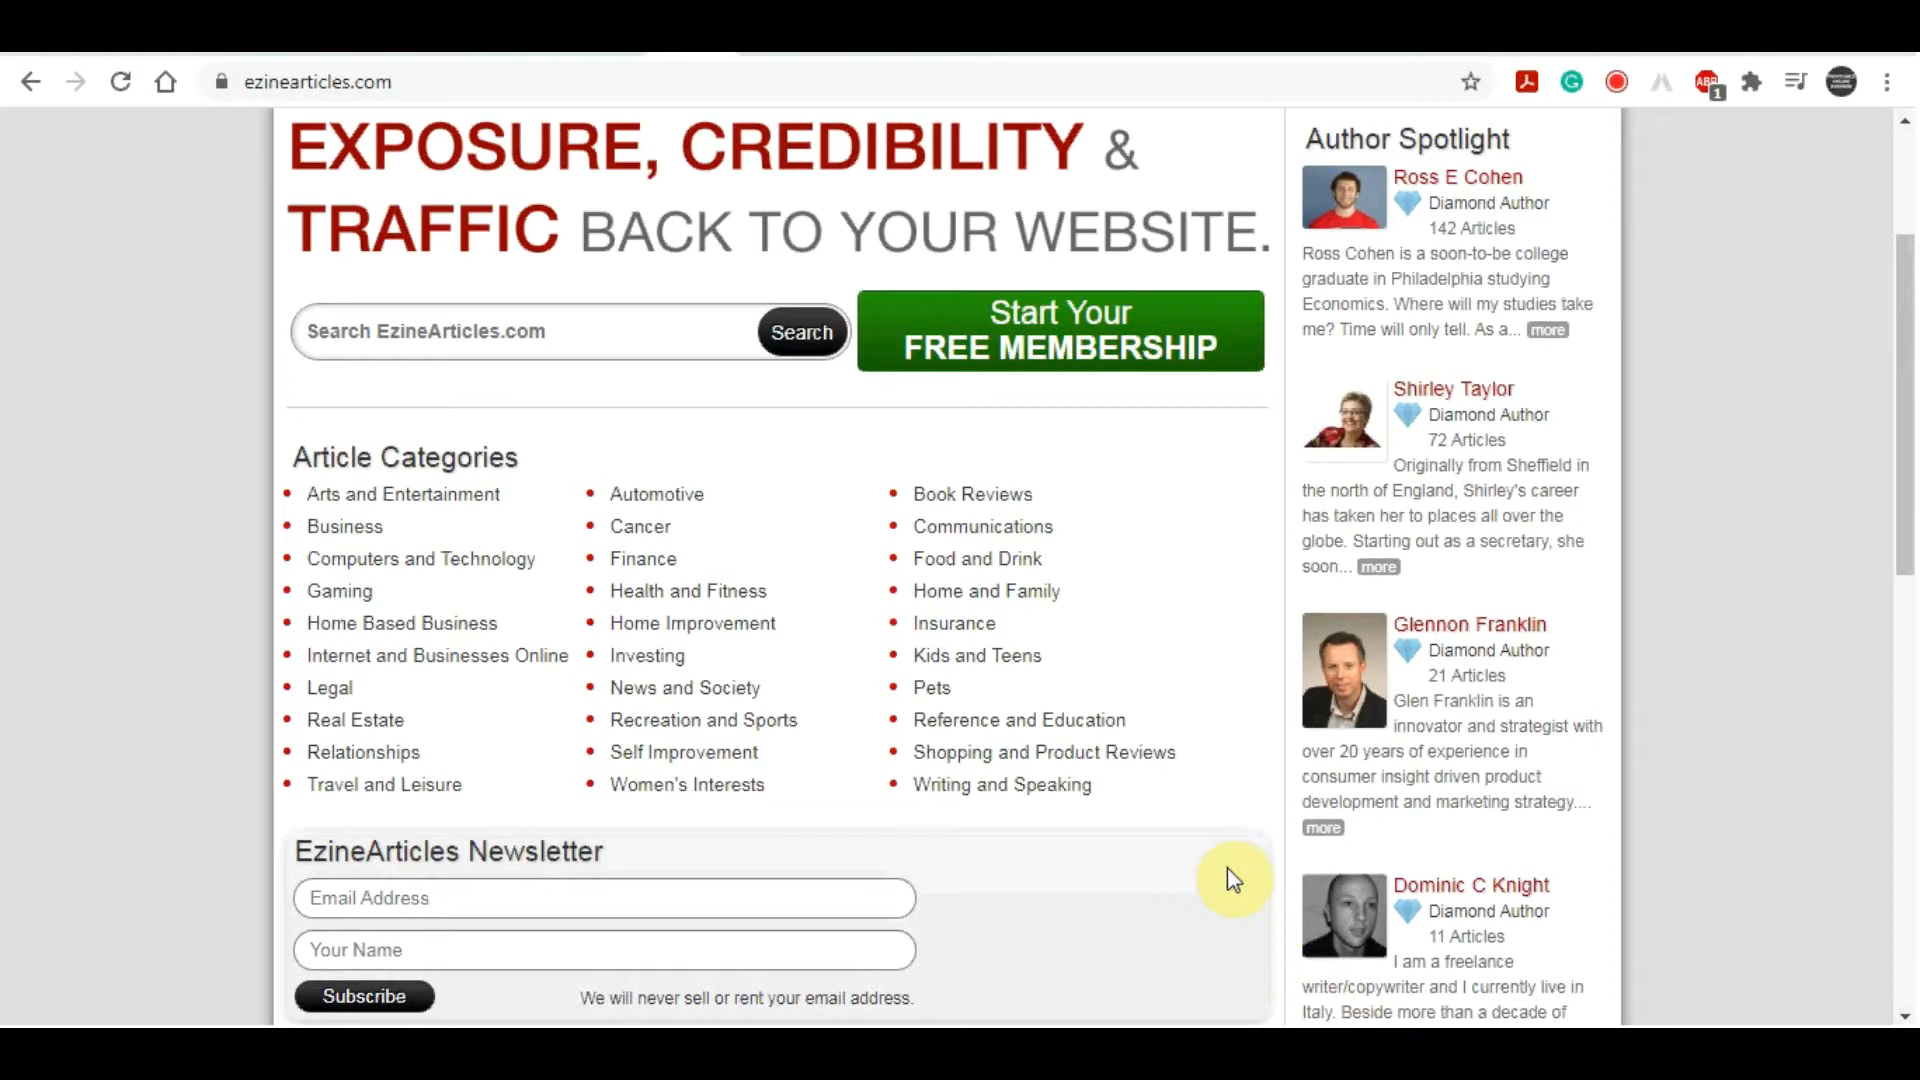 ezinearticles.com
ABP
1
EXPOSURE, CREDIBILITY &
TRAFFIC BACK TO YOUR WEBSITE.
Search EzineArticles.com
Search
Start Your
FREE MEMBERSHIP
Article Categories
Arts and Entertainment
Automotive
Book Reviews
Business
Cancer
Communications
Computers and Technology
Finance
Food and Drink
Gaming
Health and Fitness
Home and Family
Home Based Business
Home Improvement
Insurance
Internet and Businesses Online
Investing
Kids and Teens
Legal
News and Society
Pets
Real Estate
Recreation and Sports
Reference and Education
Relationships
Self Improvement
Shopping and Product Reviews
Travel and Leisure
Women's Interests
Writing and Speaking
EzineArticles Newsletter
Email Address
Your Name
Subscribe
We will never sell or rent your email address.
Author Spotlight
Ross E Cohen
Diamond Author
142 Articles
Ross Cohen is a soon-to-be college
graduate in Philadelphia studying
Economics. Where will my studies take
me? Time will only tell. As a... more
Shirley Taylor
Diamond Author
72 Articles
Originally from Sheffield in
the north of England, Shirley's career
has taken her to places all over the
globe. Starting out as a secretary, she
soon... more
Glennon Franklin
Diamond Author
21 Articles
Glen Franklin is an
innovator and strategist with
over 20 years of experience in
consumer insight driven product
development and marketing strategy....
more
Dominic C Knight
Diamond Author
11 Articles
I am a freelance
writer/copywriter and I currently live in
Italy. Beside more than a decade of